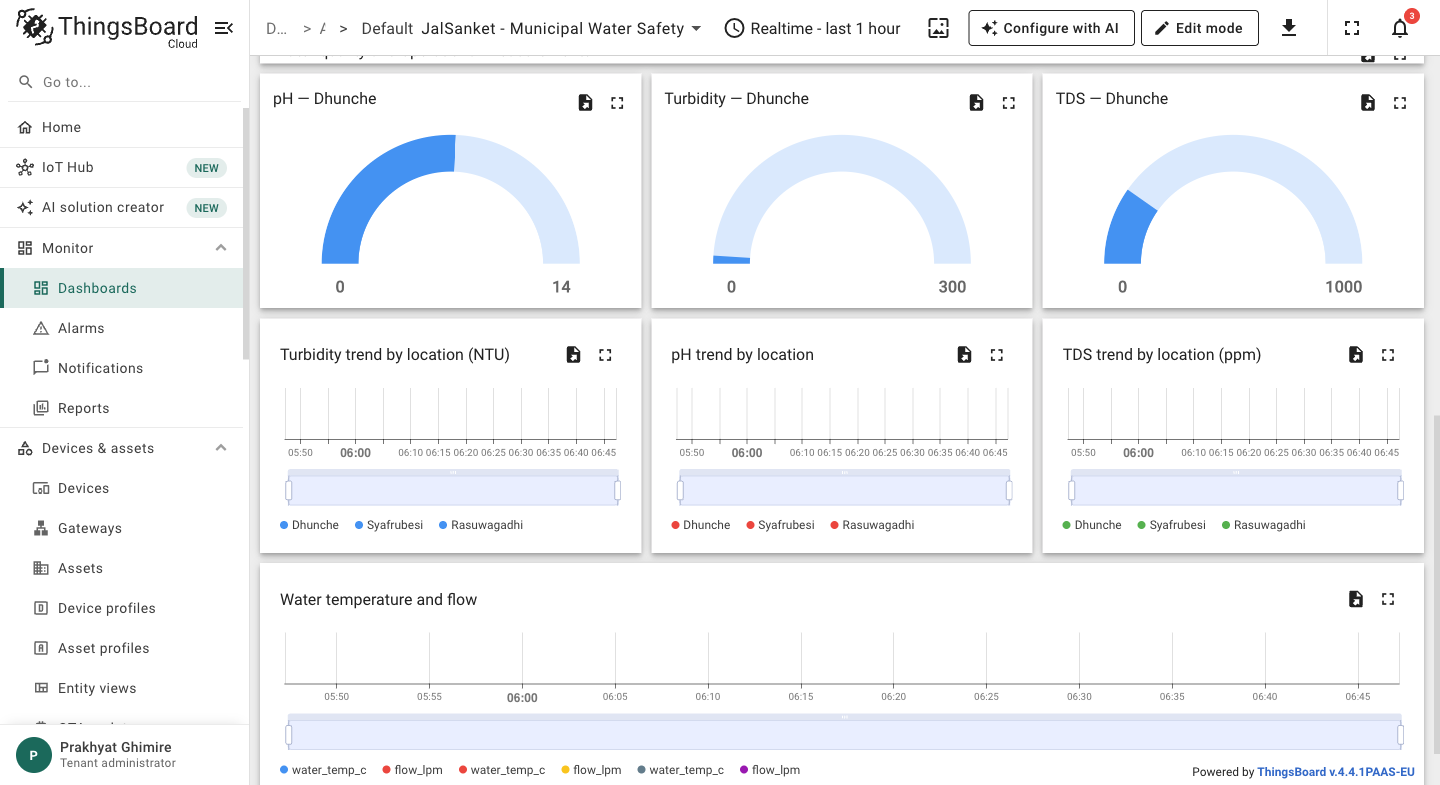 ThingsBoard
Cloud
D... > A > Default JalSanket - Municipal Water Safety
Realtime - last 1 hour
Configure with AI
Edit mode
3
Go to...
Home
IoT Hub NEW
AI solution creator NEW
Monitor
Dashboards
Alarms
Notifications
Reports
Devices & assets
Devices
Gateways
Assets
Device profiles
Asset profiles
Entity views
P
Prakhyat Ghimire
Tenant administrator
pH — Dhunche
0 14
Turbidity — Dhunche
0 300
TDS — Dhunche
0 1000
Turbidity trend by location (NTU)
05:50 06:00 06:10 06:15 06:20 06:25 06:30 06:35 06:40 06:45
Dhunche Syafrubesi Rasuwagadhi
pH trend by location
05:50 06:00 06:10 06:15 06:20 06:25 06:30 06:35 06:40 06:45
Dhunche Syafrubesi Rasuwagadhi
TDS trend by location (ppm)
05:50 06:00 06:10 06:15 06:20 06:25 06:30 06:35 06:40 06:45
Dhunche Syafrubesi Rasuwagadhi
Water temperature and flow
05:50 05:55 06:00 06:05 06:10 06:15 06:20 06:25 06:30 06:35 06:40 06:45
water_temp_c flow_lpm water_temp_c flow_lpm water_temp_c flow_lpm
Powered by ThingsBoard v.4.4.1PAAS-EU